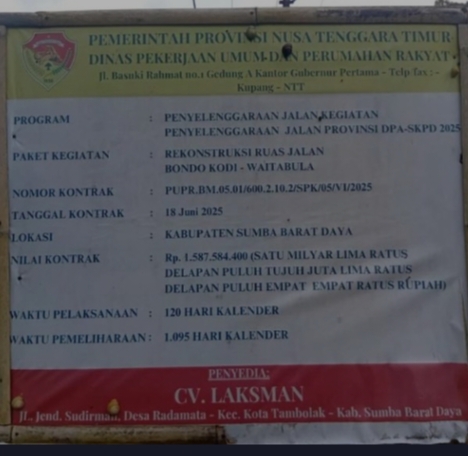 PEMERINTAH PROVINSI NUSA TENGGARA TIMUR
DINAS PEKERJAAN UMUM DAN PERUMAHAN RAKYAT
Jl. Basuki Rahmat no.1 Gedung A Kantor Gubernur Pertama - Telp/Fax : -
Kupang - NTT
PROGRAM : PENYELENGGARAAN JALAN KEGIATAN
PENYELENGGARAAN JALAN PROVINSI DPA-SKPD 2025
PAKET KEGIATAN : REKONSTRUKSI RUAS JALAN
BONDO KODI - WAITABULA
NOMOR KONTRAK : PUPR.BM.05.01/600.2.10.2/SPK/05/VI/2025
TANGGAL KONTRAK : 18 Juni 2025
LOKASI : KABUPATEN SUMBA BARAT DAYA
NILAI KONTRAK : Rp. 1.587.584.400 (SATU MILYAR LIMA RATUS
DELAPAN PULUH TUJUH JUTA LIMA RATUS
DELAPAN PULUH EMPAT EMPAT RATUS RUPIAH)
WAKTU PELAKSANAAN : 120 HARI KALENDER
WAKTU PEMELIHARAAN : 1.095 HARI KALENDER
PENYEDIA:
CV. LAKSMAN
Jl. Jend. Sudirman, Desa Radamata - Kec. Kota Tambolak - Kab. Sumba Barat Daya